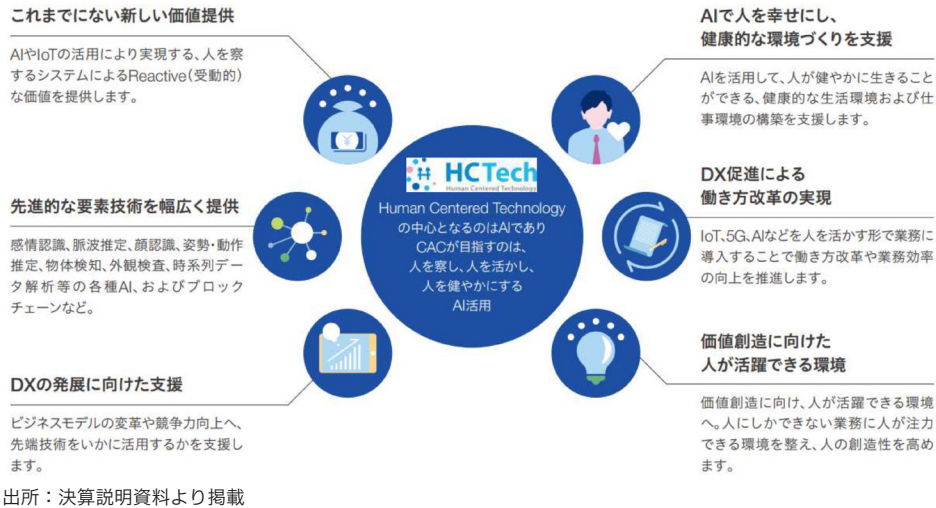 これまでにない新しい価値提供
AIやIoTの活用により実現する、人を察
するシステムによるReactive(受動的)
な価値を提供します。
先進的な要素技術を幅広く提供
感情認識、脈波推定、顔認識、姿勢・動作
推定、物体検知、外観検査、時系列デー
タ解析等の各種AI、およびブロック
チェーンなど。
DXの発展に向けた支援
ビジネスモデルの変革や競争力向上へ、
先端技術をいかに活用するかを支援し
ます。
HCTech
Human Centered Technology
Human Centered Technology
の中心となるのはAIであり
CACが目指すのは、
人を察し、人を活かし、
人を健やかにする
AI活用
AIで人を幸せにし、
健康的な環境づくりを支援
AIを活用して、人が健やかに生きること
ができる、健康的な生活環境および仕
事環境の構築を支援します。
DX促進による
働き方改革の実現
IoT、5G、AIなどを人を活かす形で業務に
導入することで働き方改革や業務効率
の向上を推進します。
価値創造に向けた
人が活躍できる環境
価値創造に向け、人が活躍できる環境
へ。人にしかできない業務に人が注力
できる環境を整え、人の創造性を高め
ます。
出所：決算説明資料より掲載